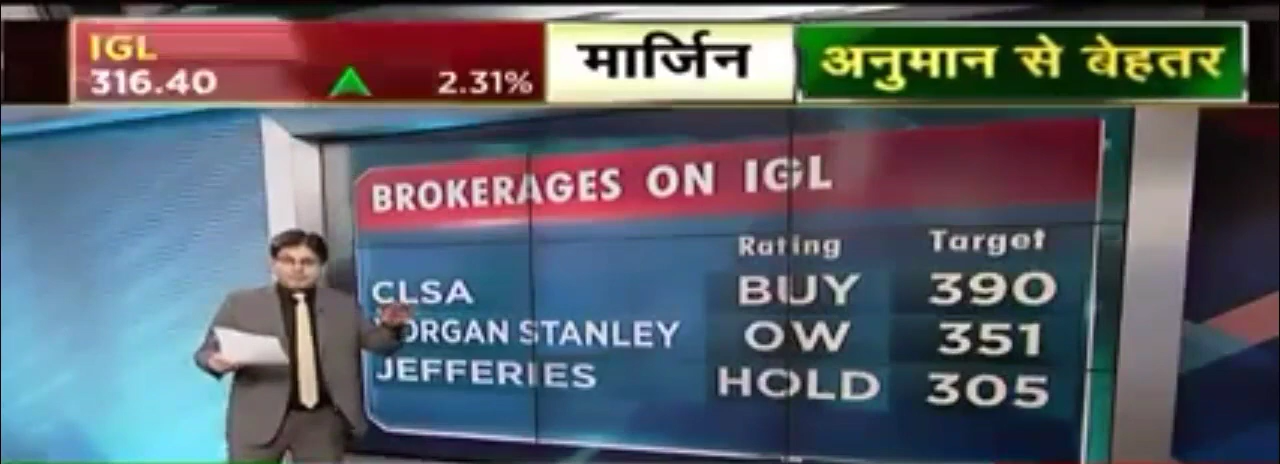 IGL
316.40 2.31%
मार्जिन
अनुमान से बेहतर
BROKERAGES ON IGL
Rating Target
CLSA BUY 390
MORGAN STANLEY OW 351
JEFFERIES HOLD 305